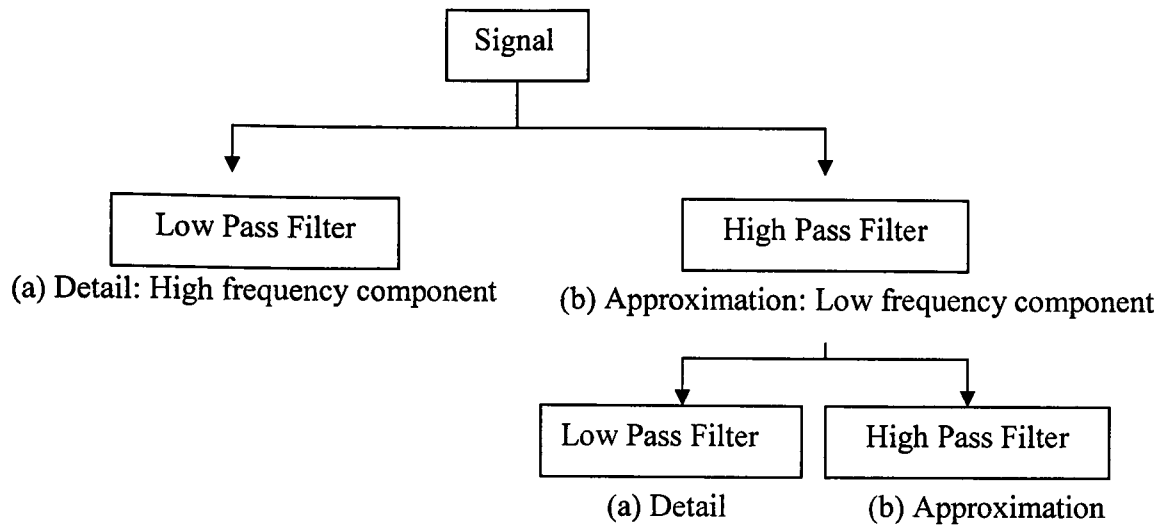 Signal
Low Pass Filter
High Pass Filter
(a) Detail: High frequency component
(b) Approximation: Low frequency component
Low Pass Filter
High Pass Filter
(a) Detail
(b) Approximation